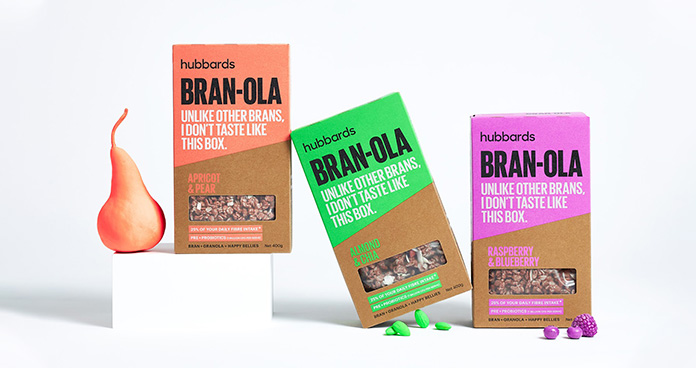 hubbards
BRAN-OLA
UNLIKE OTHER BRANS,
I DON'T TASTE LIKE
THIS BOX.
APRICOT
& PEAR
25% OF YOUR DAILY FIBRE INTAKE*
PRE + PROBIOTICS
BRAN + GRANOLA = HAPPY BELLIES
Net 400g
hubbards
BRAN-OLA
UNLIKE OTHER BRANS,
I DON'T TASTE LIKE
THIS BOX.
ALMOND
& CHIA
25% OF YOUR DAILY FIBRE INTAKE*
PRE + PROBIOTICS
BRAN + GRANOLA = HAPPY BELLIES
Net 400g
hubbards
BRAN-OLA
UNLIKE OTHER BRANS,
I DON'T TASTE LIKE
THIS BOX.
RASPBERRY
& BLUEBERRY
25% OF YOUR DAILY FIBRE INTAKE*
PRE + PROBIOTICS
BRAN + GRANOLA = HAPPY BELLIES